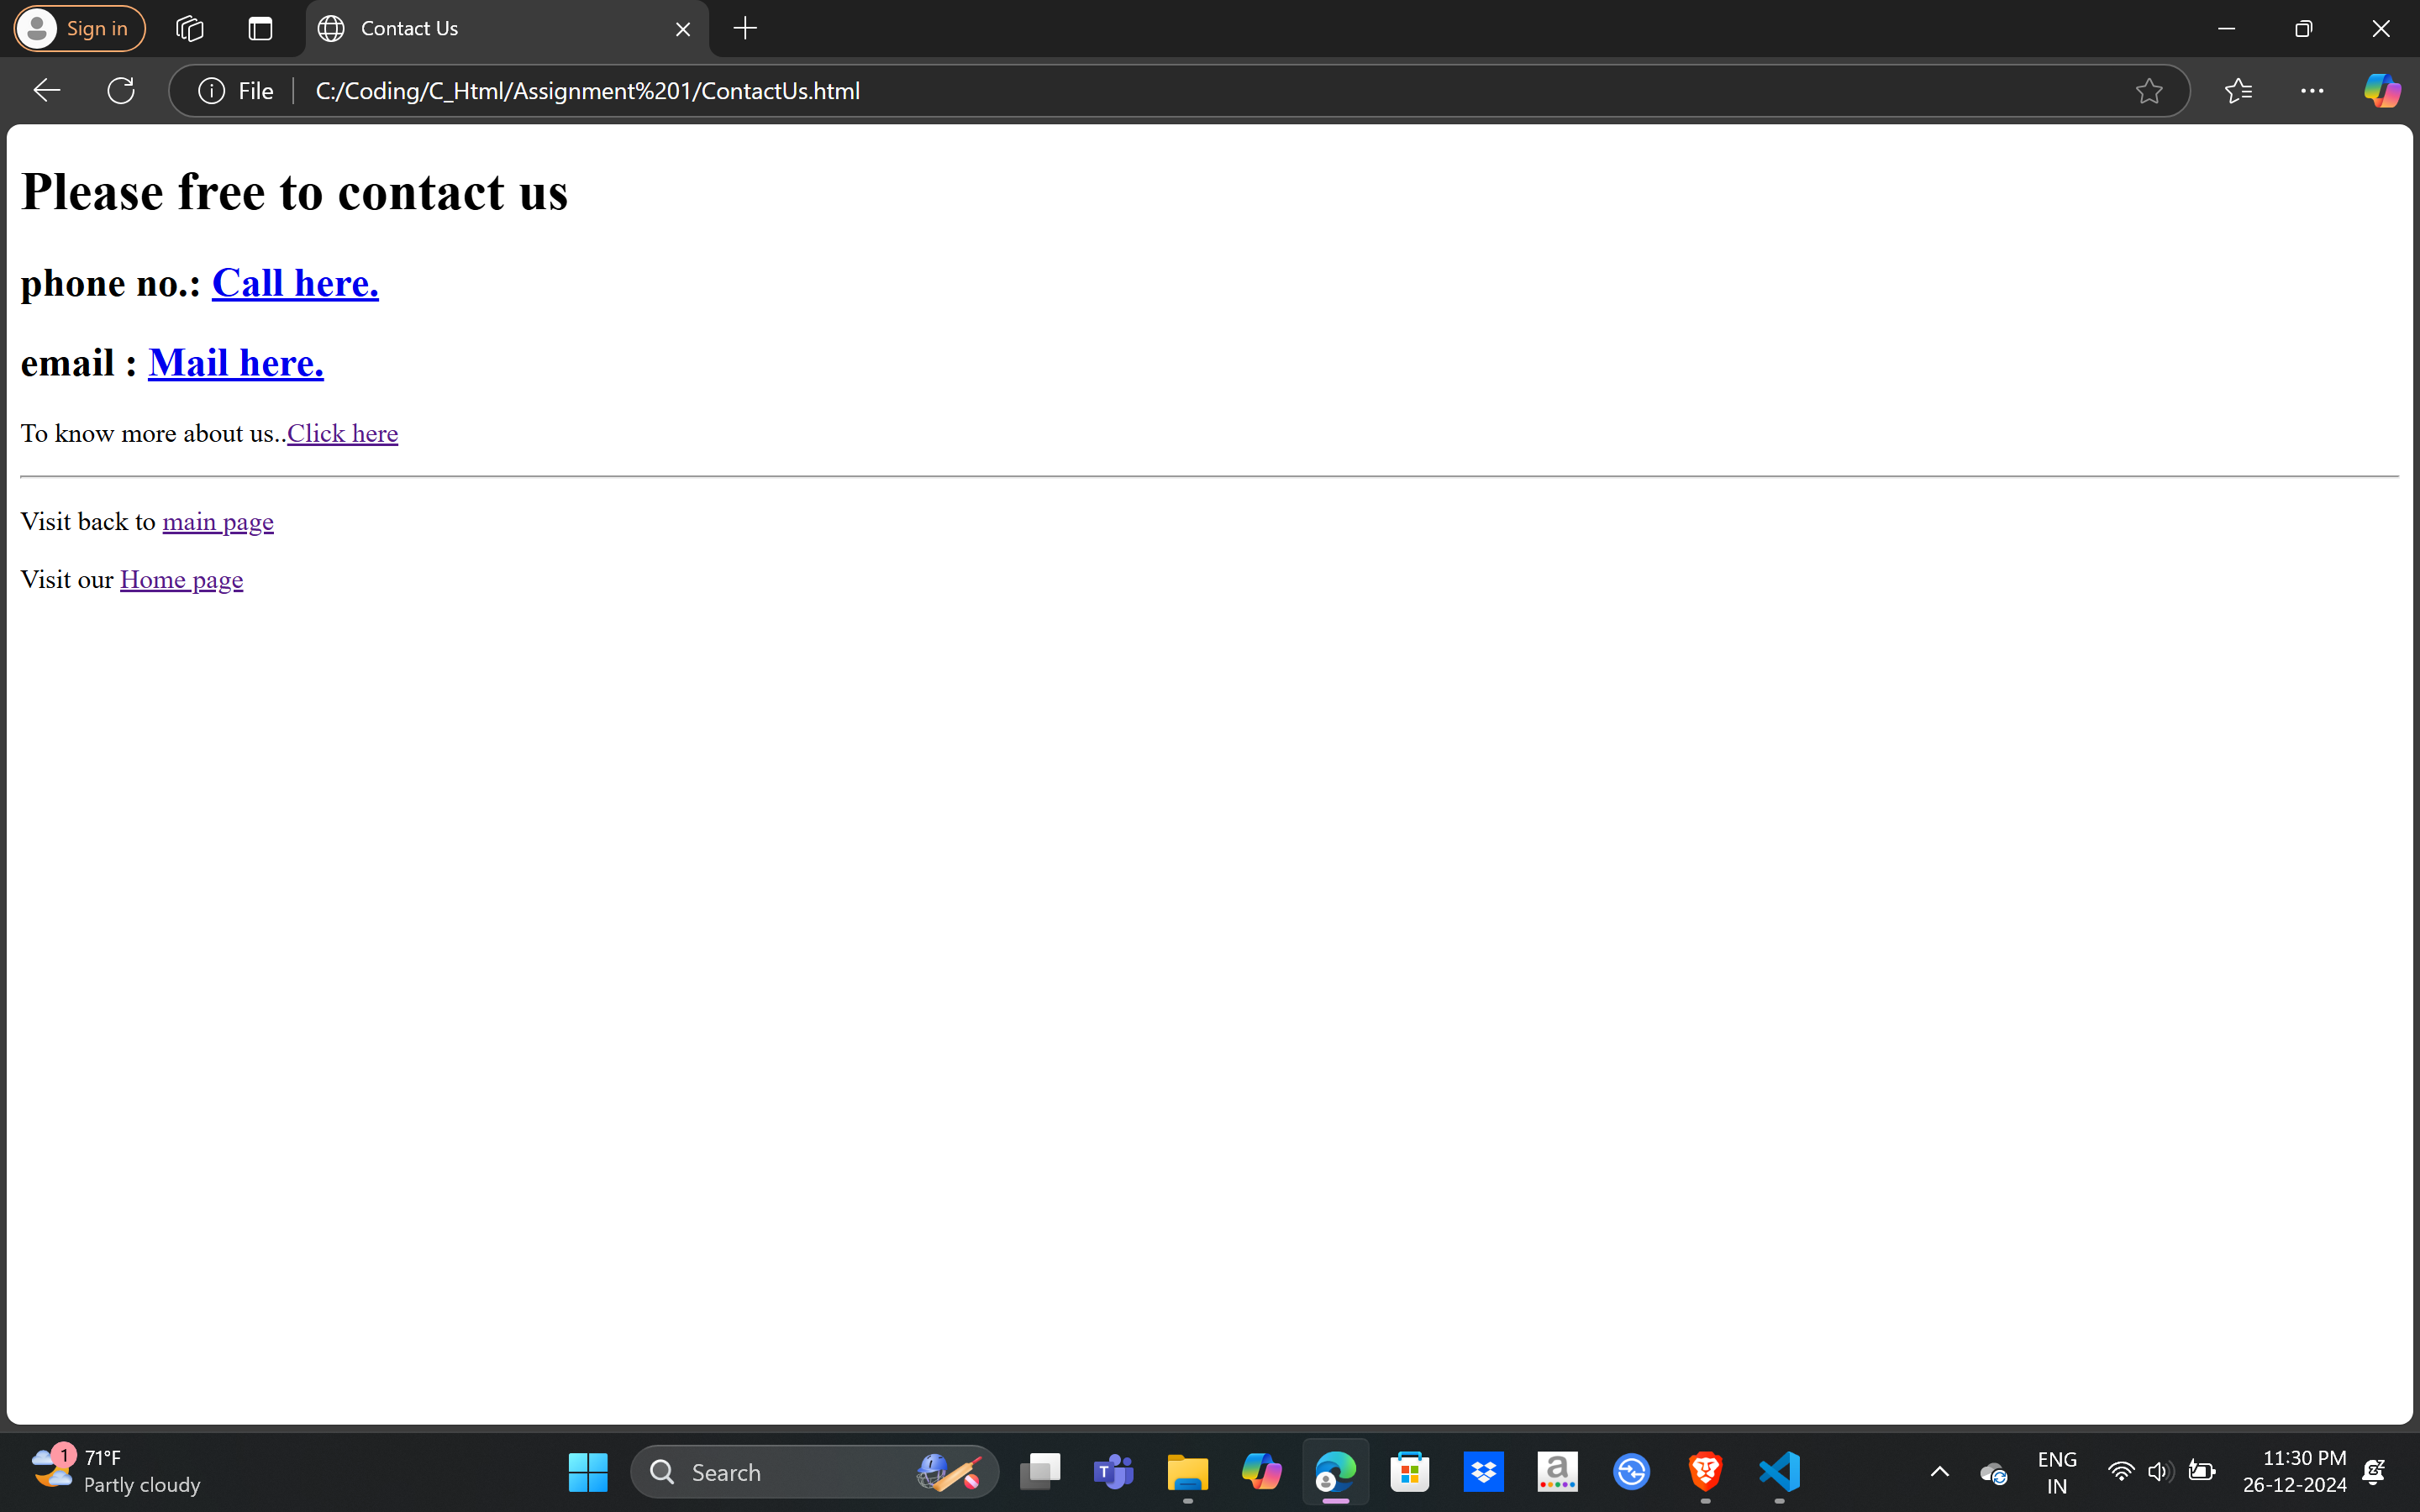 Sign in
Contact Us
File
C:/Coding/C_Html/Assignment%201/ContactUs.html
Please free to contact us
phone no.: Call here.
email : Mail here.
To know more about us..Click here
Visit back to main page
Visit our Home page
1
71°F
Partly cloudy
Search
T
a
ENG
IN
11:30 PM
26-12-2024